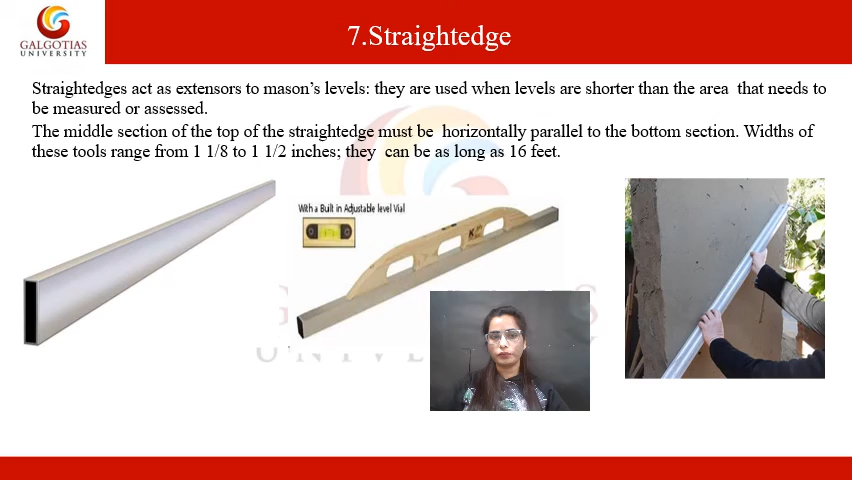 GALGOTIAS
UNIVERSITY
7.Straightedge
Straightedges act as extensors to mason’s levels: they are used when levels are shorter than the area that needs to
be measured or assessed.
The middle section of the top of the straightedge must be horizontally parallel to the bottom section. Widths of
these tools range from 1 1/8 to 1 1/2 inches; they can be as long as 16 feet.
With a Built in Adjustable level Vial